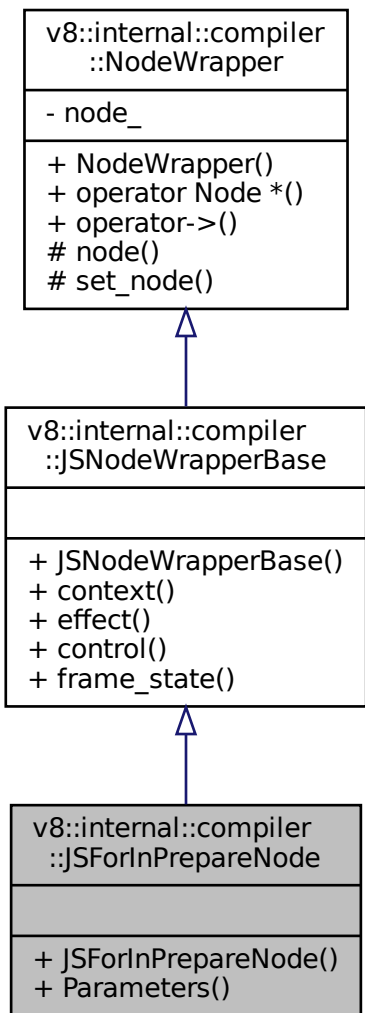 v8::internal::compiler
::NodeWrapper
- node_
+ NodeWrapper()
+ operator Node *()
+ operator->()
# node()
# set_node()
v8::internal::compiler
::JSNodeWrapperBase
+ JSNodeWrapperBase()
+ context()
+ effect()
+ control()
+ frame_state()
v8::internal::compiler
::JSForInPrepareNode
+ JSForInPrepareNode()
+ Parameters()